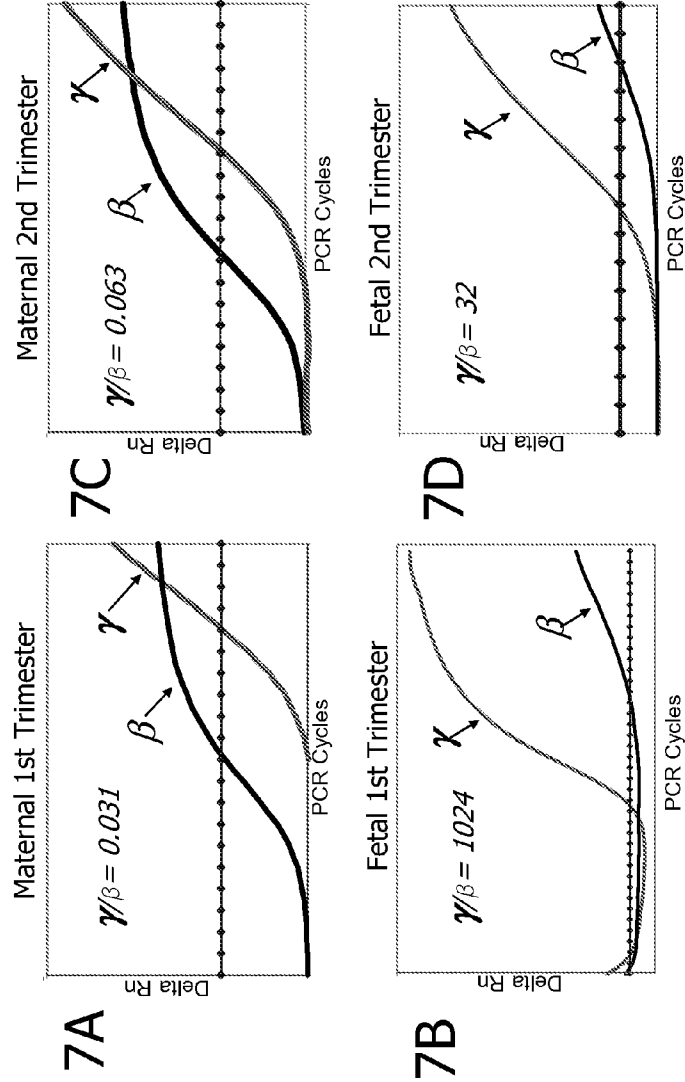 7A
Maternal 1st Trimester
γ/β = 0.031
β
γ
Delta Rn
PCR Cycles
7B
Fetal 1st Trimester
γ/β = 1024
γ
β
Delta Rn
PCR Cycles
7C
Maternal 2nd Trimester
γ/β = 0.063
β
γ
Delta Rn
PCR Cycles
7D
Fetal 2nd Trimester
γ/β = 32
γ
β
Delta Rn
PCR Cycles